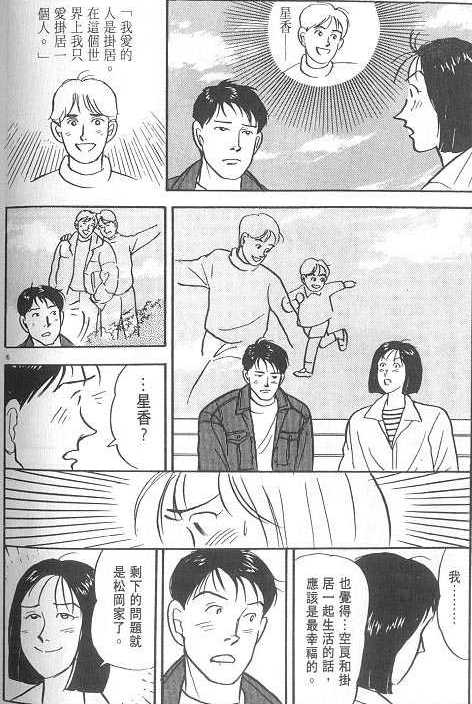 星香
「我愛的
人是掛居。
在這個世
界上我只
愛掛居一
個人。」
6
…星香？
我………
也覺得…空良和掛
居一起生活的話，
應該是最幸福的。
剩下的問題就
是松岡家了。